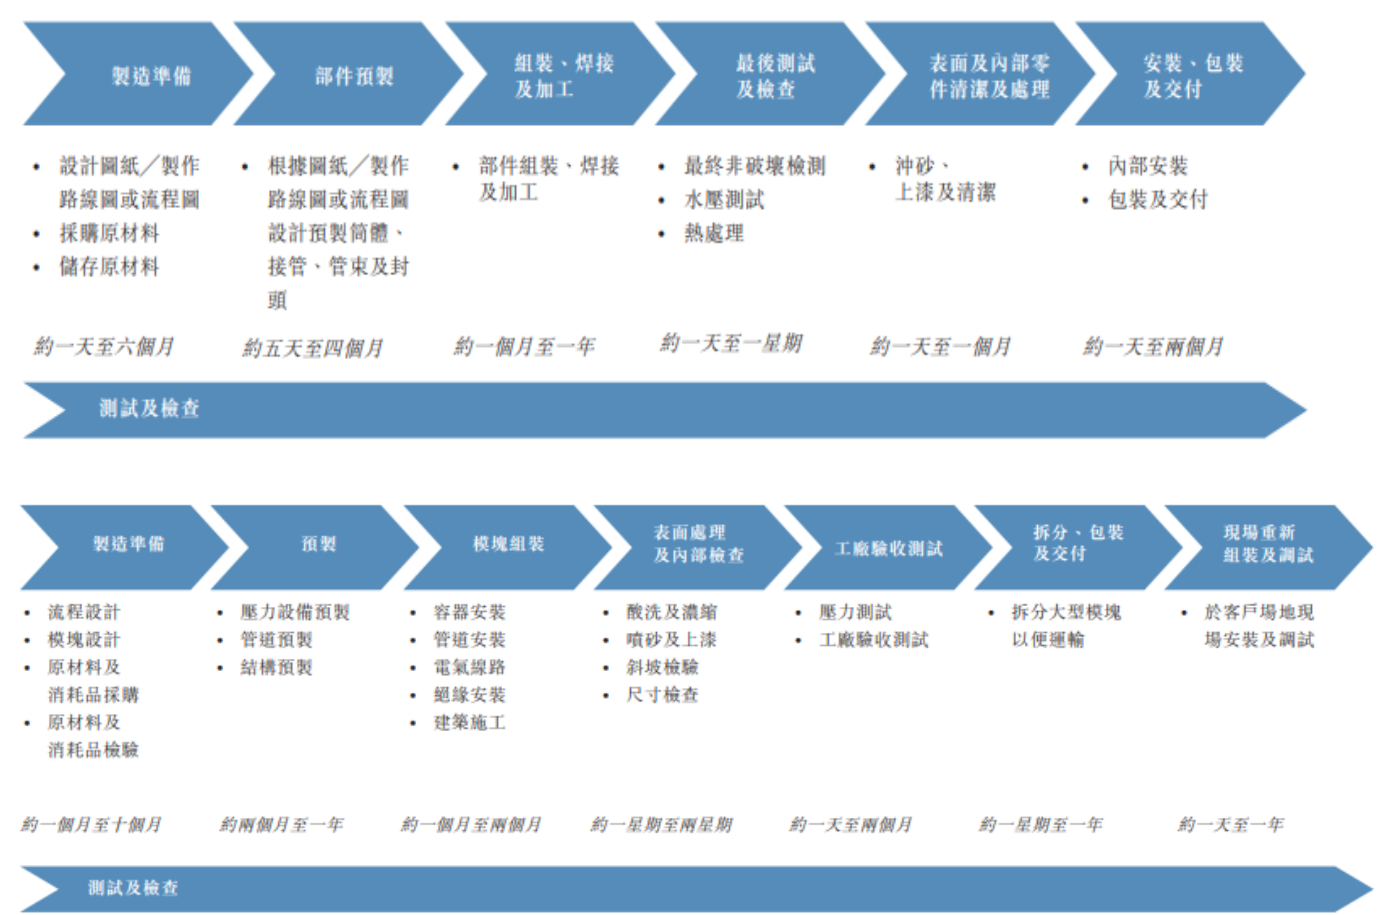 製造準備
部件預製
組裝、焊接
及加工
最後測試
及檢查
表面及內部零
件清潔及處理
安裝、包裝
及交付
• 設計圖紙／製作
路線圖或流程圖
• 採購原材料
• 儲存原材料
• 根據圖紙／製作
路線圖或流程圖
設計預製筒體、
接管、管束及封
頭
• 部件組裝、焊接
及加工
• 最終非破壞檢測
• 水壓測試
• 熱處理
• 沖砂、
上漆及清潔
• 內部安裝
• 包裝及交付
約一天至六個月
約五天至四個月
約一個月至一年
約一天至一星期
約一天至一個月
約一天至兩個月
測試及檢查
製造準備
預製
模塊組裝
表面處理
及內部檢查
工廠驗收測試
拆分、包裝
及交付
現場重新
組裝及調試
• 流程設計
• 模塊設計
• 原材料及
消耗品採購
• 原材料及
消耗品檢驗
• 壓力設備預製
• 管道預製
• 結構預製
• 容器安裝
• 管道安裝
• 電氣線路
• 絕緣安裝
• 建築施工
• 酸洗及濃縮
• 噴砂及上漆
• 斜坡檢驗
• 尺寸檢查
• 壓力測試
• 工廠驗收測試
• 拆分大型模塊
以便運輸
• 於客戶場地現
場安裝及調試
約一個月至十個月
約兩個月至一年
約一個月至兩個月
約一星期至兩星期
約一天至兩個月
約一星期至一年
約一天至一年
測試及檢查